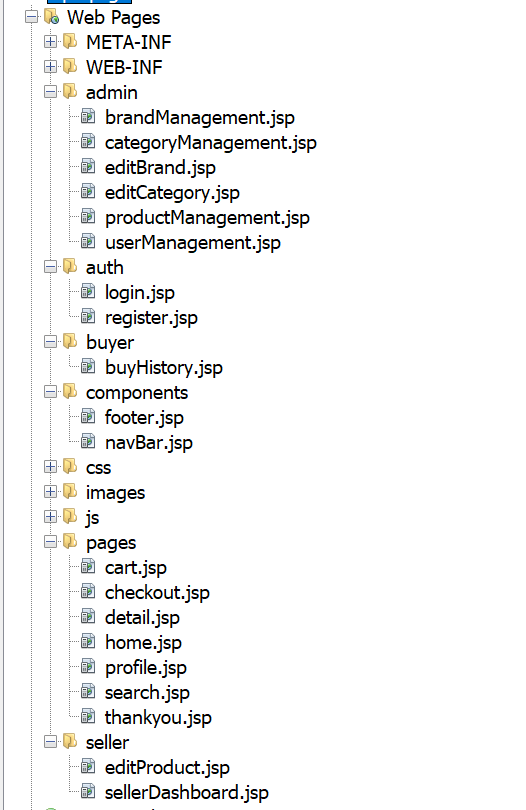 Web Pages
META-INF
WEB-INF
admin
brandManagement.jsp
categoryManagement.jsp
editBrand.jsp
editCategory.jsp
productManagement.jsp
userManagement.jsp
auth
login.jsp
register.jsp
buyer
buyHistory.jsp
components
footer.jsp
navBar.jsp
css
images
js
pages
cart.jsp
checkout.jsp
detail.jsp
home.jsp
profile.jsp
search.jsp
thankyou.jsp
seller
editProduct.jsp
sellerDashboard.jsp